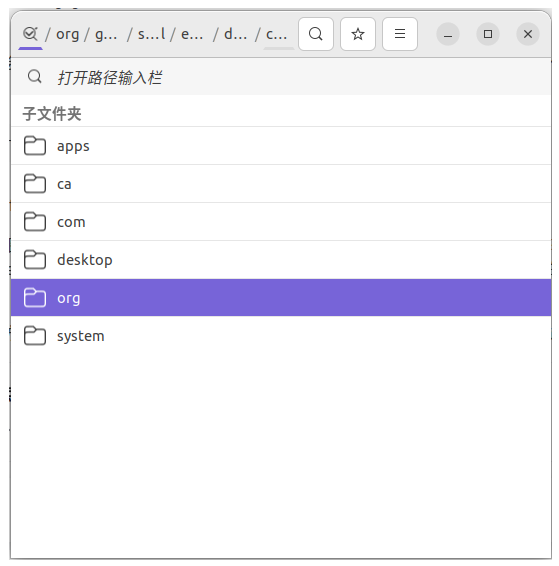 / org / g… / s…l / e… / d… / c…
打开路径输入栏
子文件夹
apps
ca
com
desktop
org
system